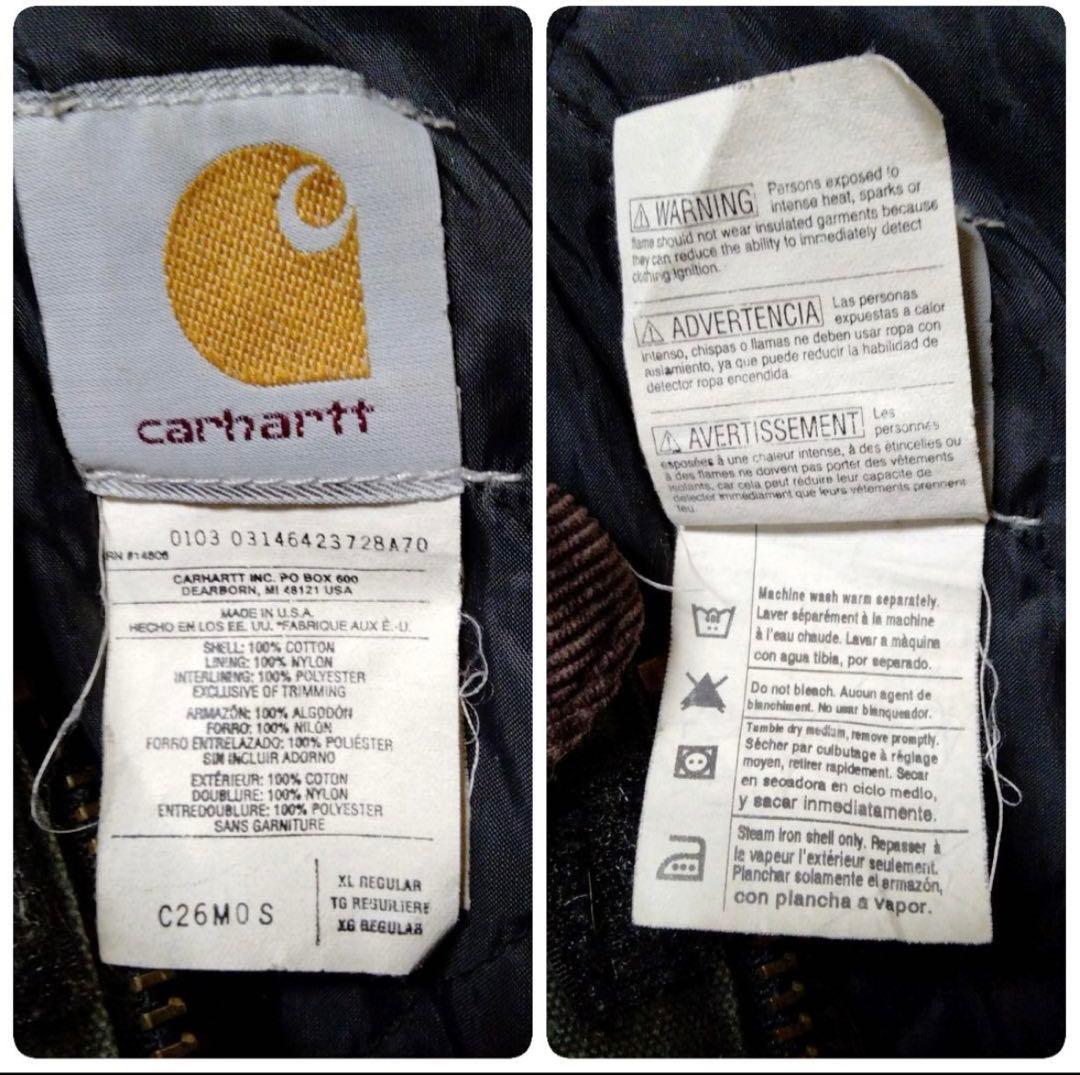 carhartt
0103 03146423728A70
RN #14806
CARHARTT INC. PO BOX 600
DEARBORN, MI 48121 USA
MADE IN U.S.A.
HECHO EN LOS EE. UU. *FABRIQUE AUX É.-U.
SHELL: 100% COTTON
LINING: 100% NYLON
INTERLINING: 100% POLYESTER
EXCLUSIVE OF TRIMMING
ARMAZÓN: 100% ALGODÓN
FORRO: 100% NILÓN
FORRO ENTRELAZADO: 100% POLIÉSTER
SIN INCLUIR ADORNO
EXTÉRIEUR: 100% COTON
DOUBLURE: 100% NYLON
ENTREDOUBLURE: 100% POLYESTER
SANS GARNITURE
C26MOS
XL REGULAR
TG REGULIERE
XG REGULAR
WARNING Persons exposed to
intense heat, sparks or
flame should not wear insulated garments because
they can reduce the ability to immediately detect
clothing ignition.
ADVERTENCIA Las personas
expuestas a calor
intenso, chispas o llamas ne deben usar ropa con
aislamiento, ya que puede reducir la habilidad de
detector ropa encendida.
AVERTISSEMENT Les
personnes
exposées à une chaleur intense, à des étincelles ou
à des flames ne doivent pas porter des vêtements
isolants, car cela peut réduire leur capacite de
détecter immédiament que leurs vêtements prennent
feu.
Machine wash warm separately.
Laver séparément à la machine
à l'eau chaude. Lavar a màquina
con agua tibia, por separado.
Do not bleach. Aucun agent de
blanchiment. No usar blanqueador.
Tumble dry medium, remove promptly.
Sécher par culbutage à réglage
moyen, retirer rapidement. Secar
en secadora en ciclo medio,
y sacar inmediatamente.
Steam iron shell only. Repasser à
la vapeur l'extérieur seulement.
Planchar solamente el armazón,
con plancha a vapor.